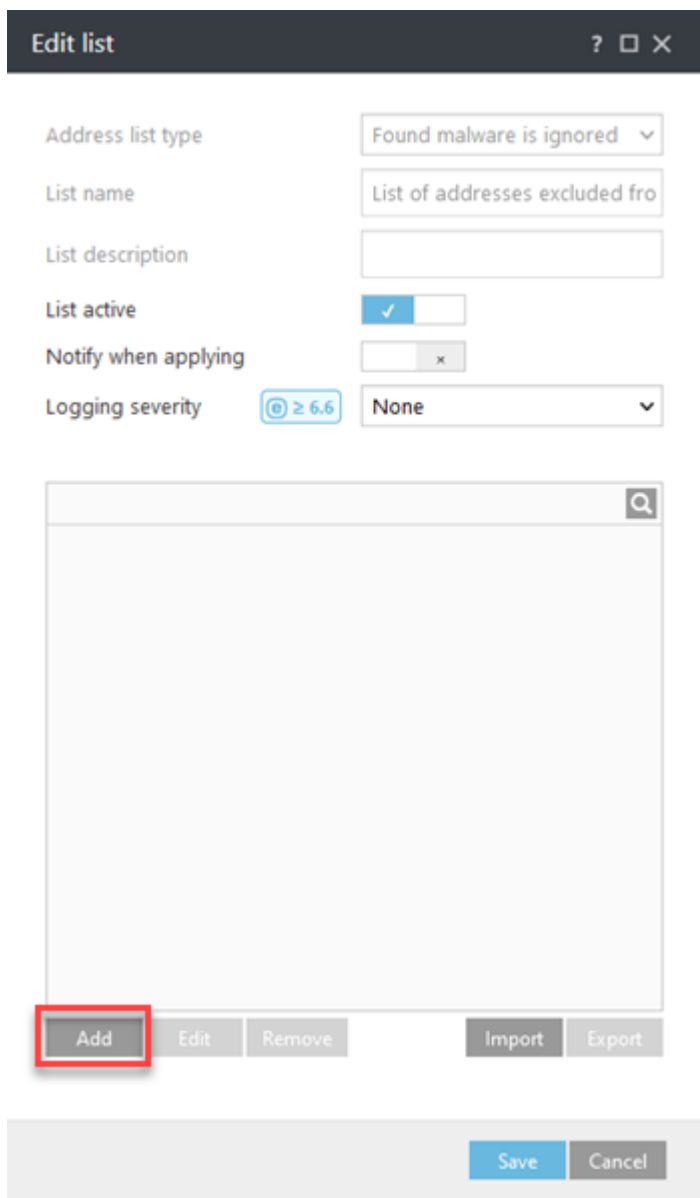 Edit list ?
Address list type Found malware is ignored
List name List of addresses excluded fro
List description
List active
Notify when applying
Logging severity e ≥ 6.6 None
Add Edit Remove Import Export
Save Cancel